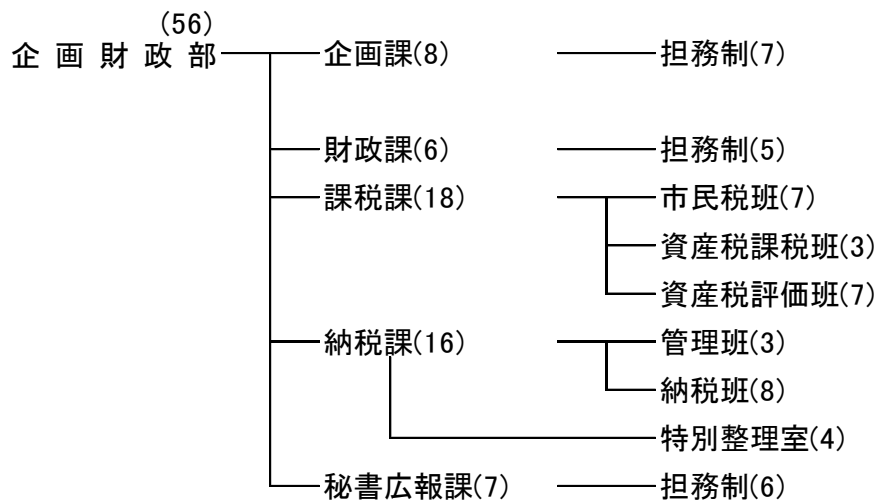 (56)
企画財政部 企画課(8) 担務制(7)
財政課(6) 担務制(5)
課税課(18) 市民税班(7)
資産税課税班(3)
資産税評価班(7)
納税課(16) 管理班(3)
納税班(8)
特別整理室(4)
秘書広報課(7) 担務制(6)